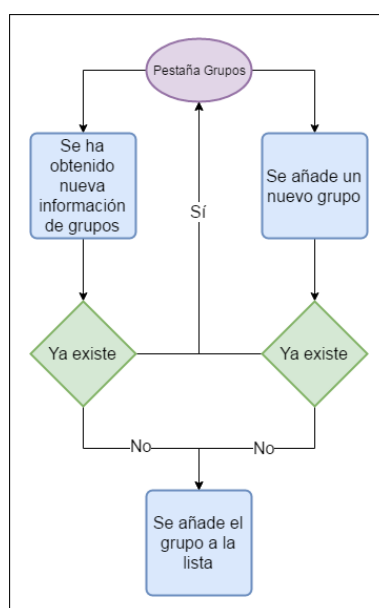 Pestaña Grupos
Se ha
obtenido
nueva
información
de grupos
Se añade un
nuevo grupo
Sí
Ya existe
Ya existe
No
No
Se añade el
grupo a la
lista